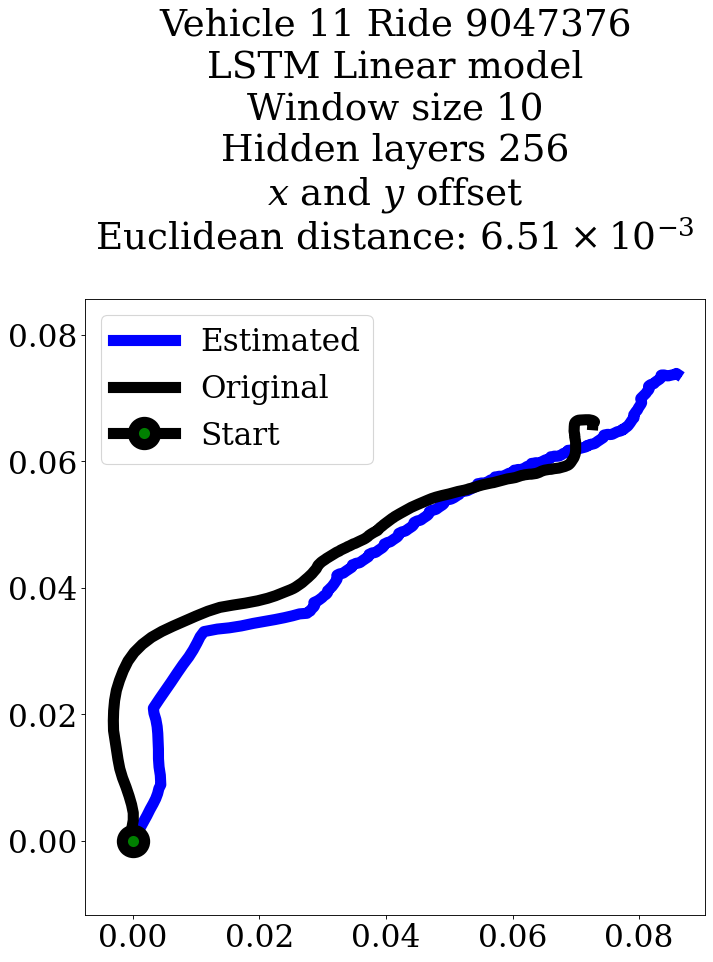 Vehicle 11 Ride 9047376
LSTM Linear model
Window size 10
Hidden layers 256
x and y offset
Euclidean distance: 6.51 × 10⁻³
Estimated
Original
Start
0.08
0.06
0.04
0.02
0.00
0.00 0.02 0.04 0.06 0.08